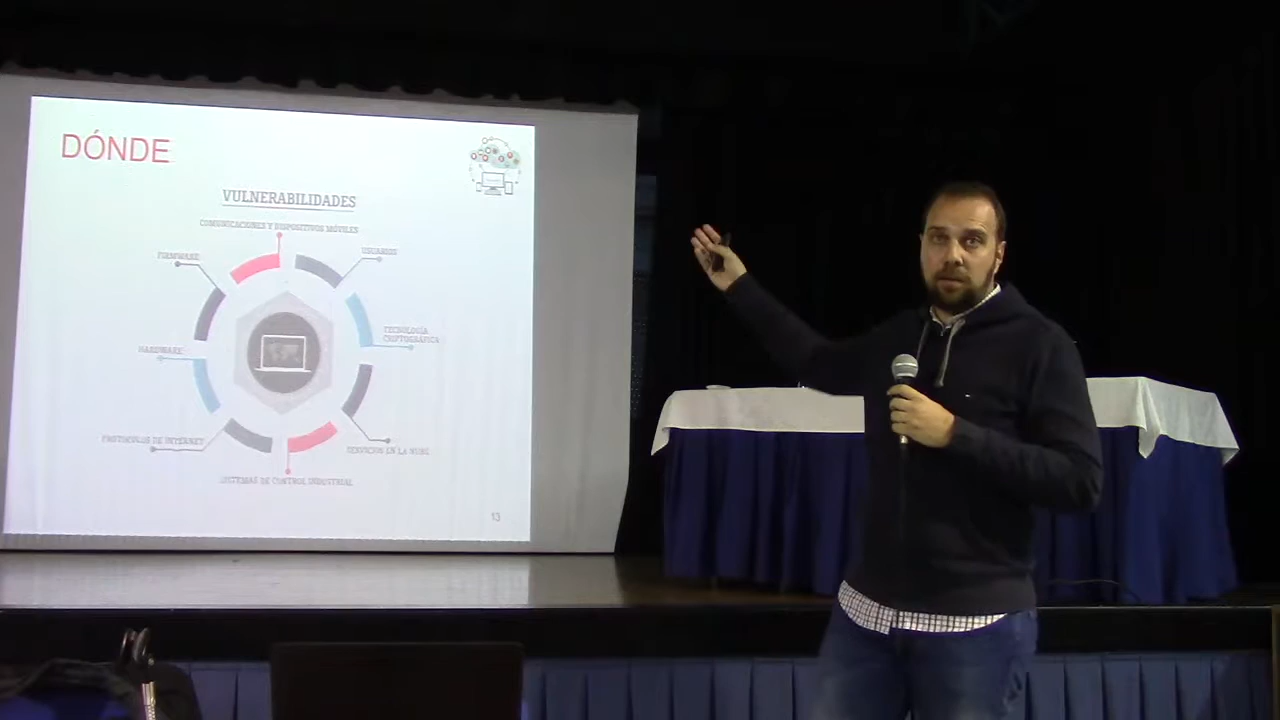 DÓNDE
VULNERABILIDADES
COMUNICACIONES Y DISPOSITIVOS MÓVILES
FIRMWARE
USUARIOS
TECNOLOGÍA
CRIPTOGRÁFICA
HARDWARE
PROTOCOLOS DE INTERNET
SERVICIOS EN LA NUBE
SISTEMAS DE CONTROL INDUSTRIAL
13